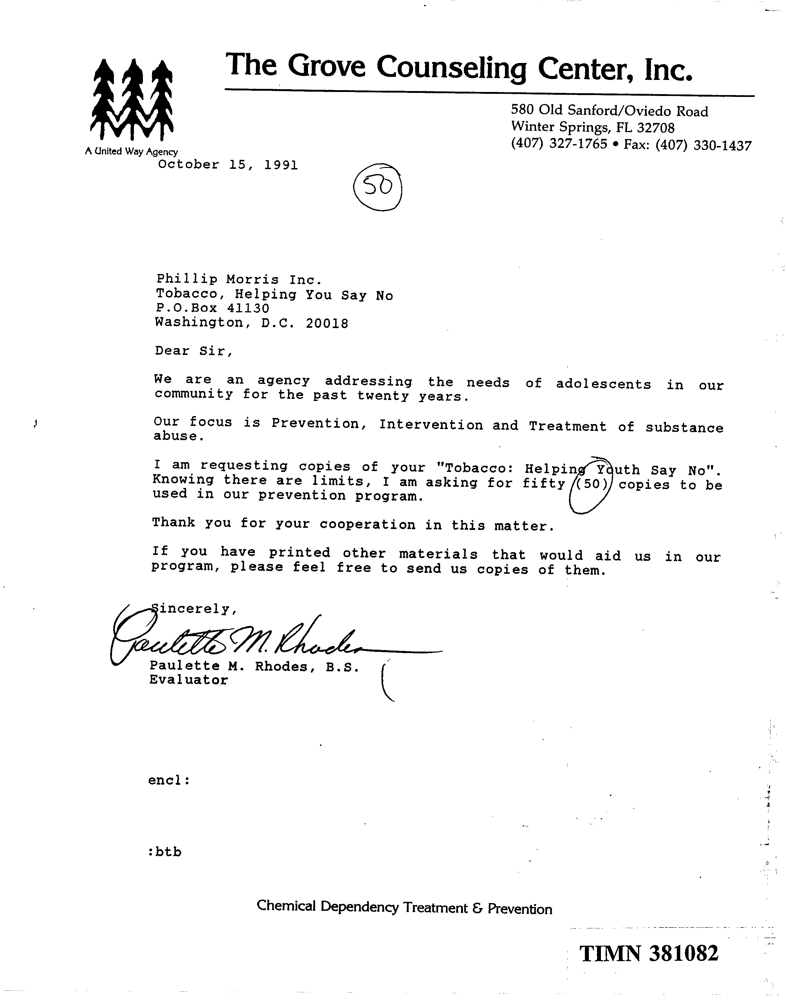 The Grove Counseling Center, Inc.
580 Old Sanford/Oviedo Road
Winter Springs, FL 32708
(407) 327-1765 • Fax: (407) 330-1437
A United Way Agency
October 15, 1991
50
Phillip Morris Inc.
Tobacco, Helping You Say No
P.O.Box 41130
Washington, D.C. 20018
Dear Sir,
We are an agency addressing the needs of adolescents in our
community for the past twenty years.
Our focus is Prevention, Intervention and Treatment of substance
abuse.
I am requesting copies of your "Tobacco: Helping Youth Say No".
Knowing there are limits, I am asking for fifty (50) copies to be
used in our prevention program.
Thank you for your cooperation in this matter.
If you have printed other materials that would aid us in our
program, please feel free to send us copies of them.
Sincerely,
Paulette M. Rhodes
Paulette M. Rhodes, B.S.
Evaluator
encl:
:btb
Chemical Dependency Treatment & Prevention
TIMN 381082